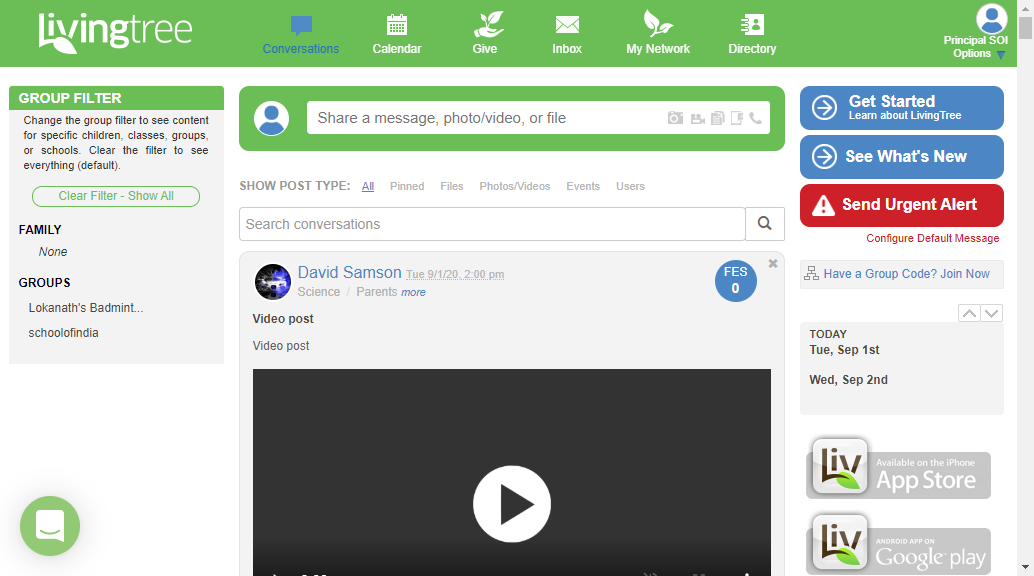 livingtree
Conversations
Calendar
Give
Inbox
My Network
Directory
Principal SOI
Options
GROUP FILTER
Change the group filter to see content
for specific children, classes, groups,
or schools. Clear the filter to see
everything (default).
Clear Filter - Show All
FAMILY
None
GROUPS
Lokanath's Badmint...
schoolofindia
Share a message, photo/video, or file
SHOW POST TYPE: All Pinned Files Photos/Videos Events Users
Search conversations
David Samson Tue 9/1/20, 2:00 pm
Science / Parents more
FES
0
Video post
Video post
Get Started
Learn about LivingTree
See What's New
Send Urgent Alert
Configure Default Message
Have a Group Code? Join Now
TODAY
Tue, Sep 1st
Wed, Sep 2nd
Liv
Available on the iPhone
App Store
Liv
ANDROID APP ON
Google play